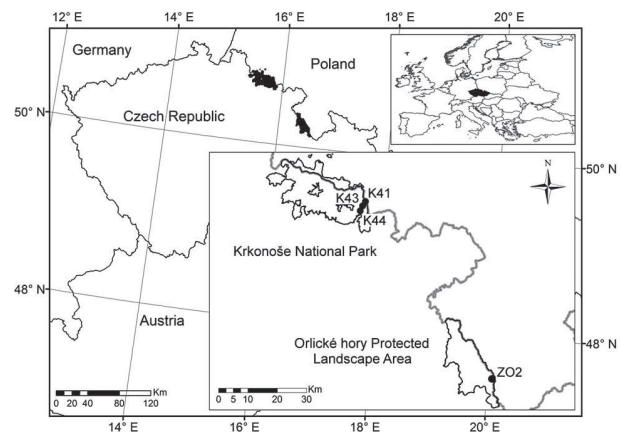 12° E
14° E
16° E
18° E
20° E
Germany
Poland
50° N
Czech Republic
N
50° N
K41
K43
K44
Krkonoše National Park
48° N
Austria
Orlické hory Protected
Landscape Area
48° N
ZO2
Km
0 20 40 80 120
Km
0 5 10 20 30
14° E
16° E
18° E
20° E